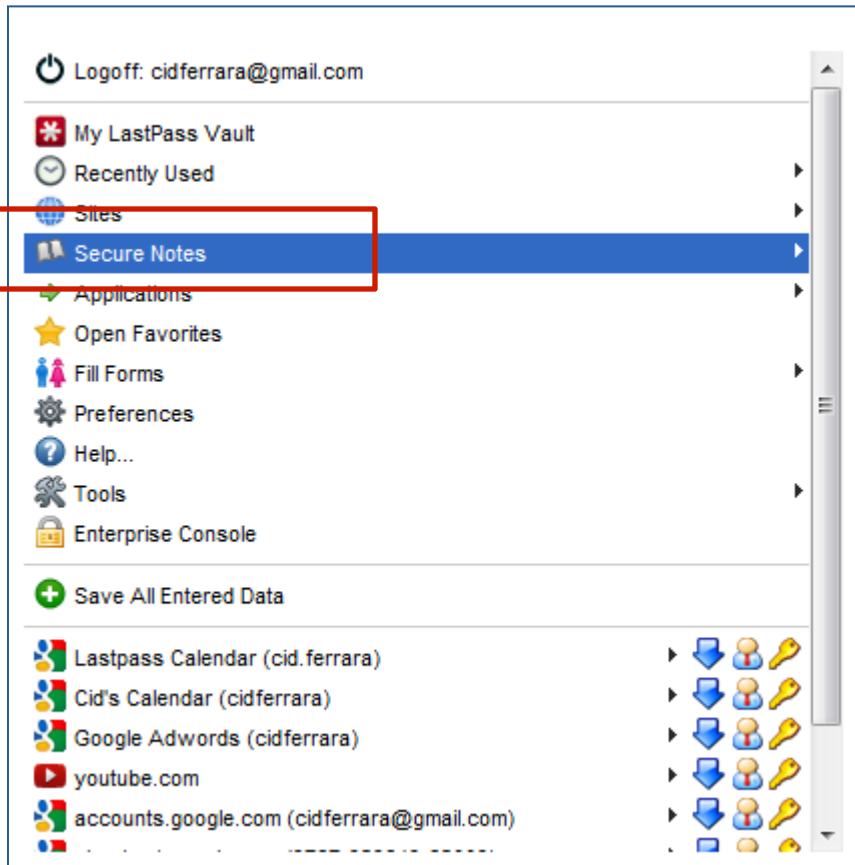 Logoff: cidferrara@gmail.com
My LastPass Vault
Recently Used
Sites
Secure Notes
Applications
Open Favorites
Fill Forms
Preferences
Help...
Tools
Enterprise Console
Save All Entered Data
Lastpass Calendar (cid.ferrara)
Cid's Calendar (cidferrara)
Google Adwords (cidferrara)
youtube.com
accounts.google.com (cidferrara@gmail.com)